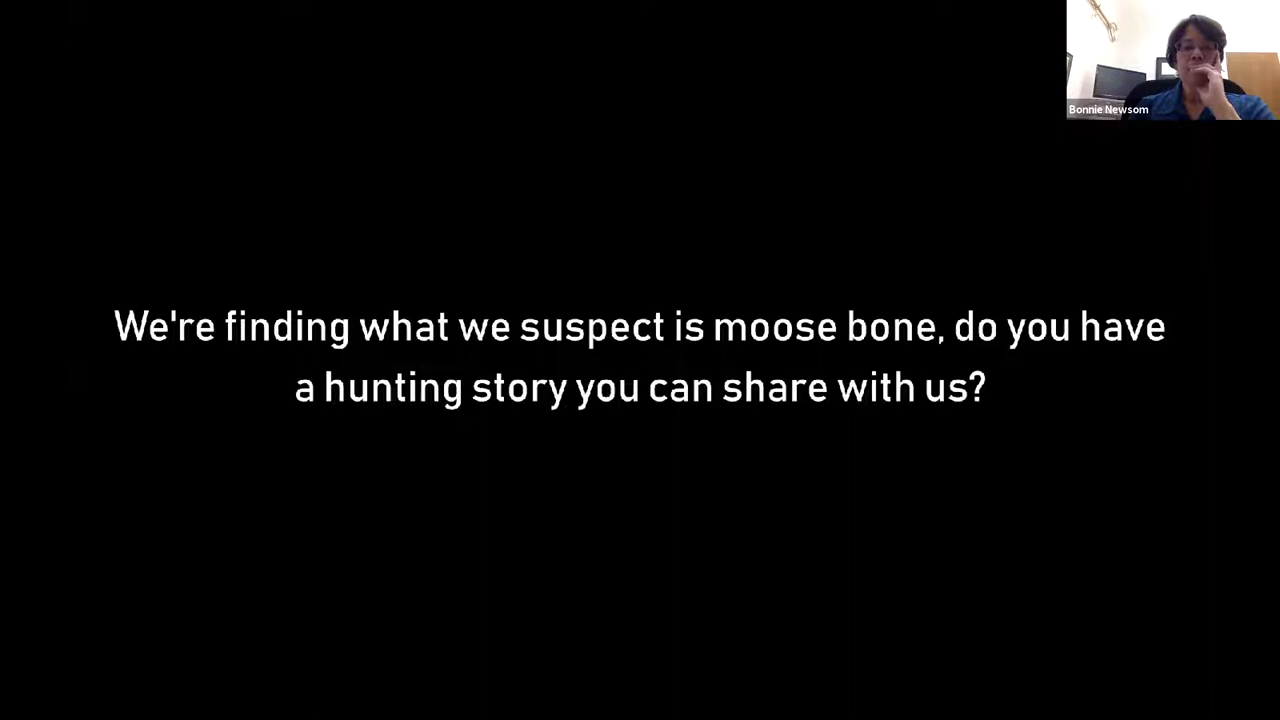 Bonnie Newsom
We're finding what we suspect is moose bone, do you have
a hunting story you can share with us?